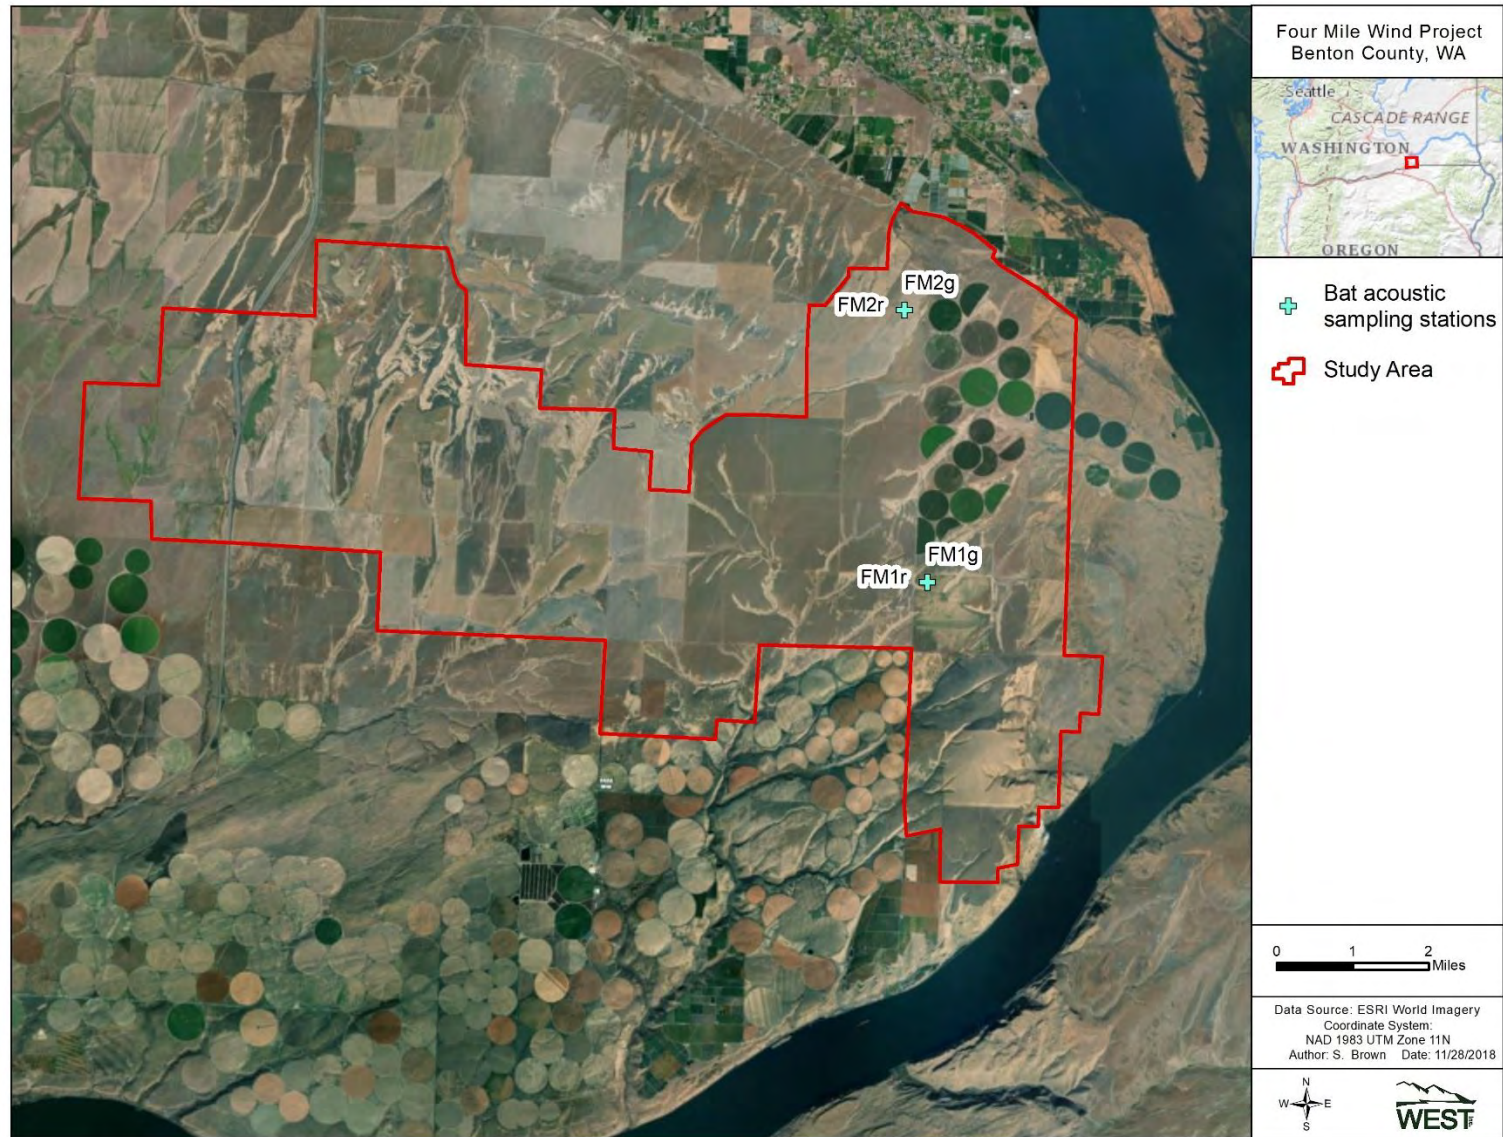 Four Mile Wind Project
Benton County, WA
Seattle
CASCADE RANGE
WASHINGTON
OREGON
FM2g
FM2r
FM1g
FM1r
Bat acoustic
sampling stations
Study Area
0 1 2
Miles
Data Source: ESRI World Imagery
Coordinate System:
NAD 1983 UTM Zone 11N
Author: S. Brown Date: 11/28/2018
N
W E
S
WEST